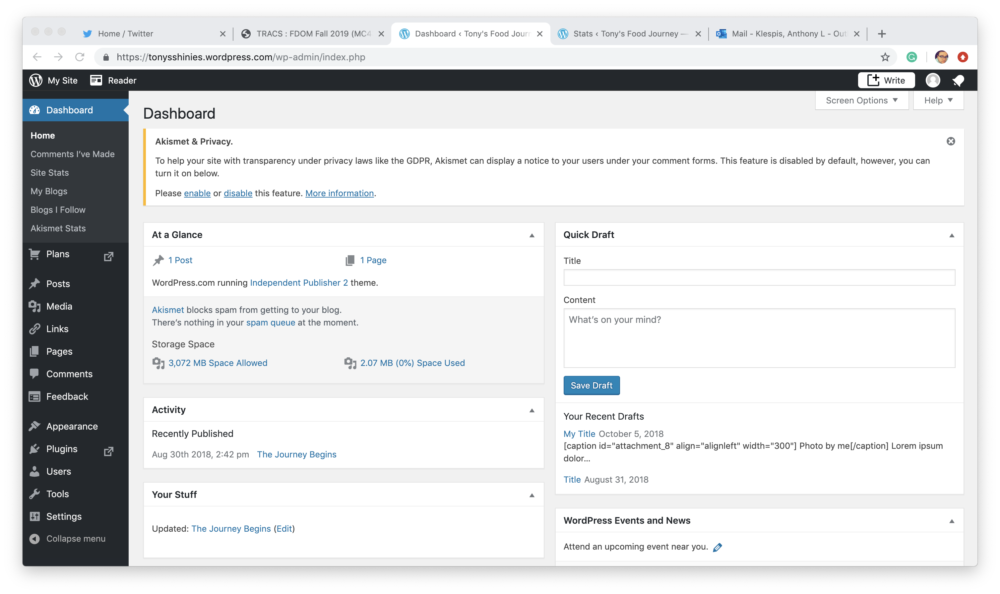 Home / Twitter
TRACS : FDOM Fall 2019 (MC4
Dashboard ‹ Tony's Food Journ
Stats ‹ Tony's Food Journey —
Mail - Klespis, Anthony L - Out
https://tonysshinies.wordpress.com/wp-admin/index.php
My Site
Reader
Write
Screen Options
Help
Dashboard
Home
Comments I’ve Made
Site Stats
My Blogs
Blogs I Follow
Akismet Stats
Plans
Posts
Media
Links
Pages
Comments
Feedback
Appearance
Plugins
Users
Tools
Settings
Collapse menu
Dashboard
Akismet & Privacy.
To help your site with transparency under privacy laws like the GDPR, Akismet can display a notice to your users under your comment forms. This feature is disabled by default, however, you can
turn it on below.
Please enable or disable this feature. More information.
At a Glance
1 Post
1 Page
WordPress.com running Independent Publisher 2 theme.
Akismet blocks spam from getting to your blog.
There’s nothing in your spam queue at the moment.
Storage Space
3,072 MB Space Allowed
2.07 MB (0%) Space Used
Activity
Recently Published
Aug 30th 2018, 2:42 pm The Journey Begins
Your Stuff
Updated: The Journey Begins (Edit)
Quick Draft
Title
Content
What’s on your mind?
Save Draft
Your Recent Drafts
My Title October 5, 2018
[caption id="attachment_8" align="alignleft" width="300"] Photo by me[/caption] Lorem ipsum
dolor…
Title August 31, 2018
WordPress Events and News
Attend an upcoming event near you.